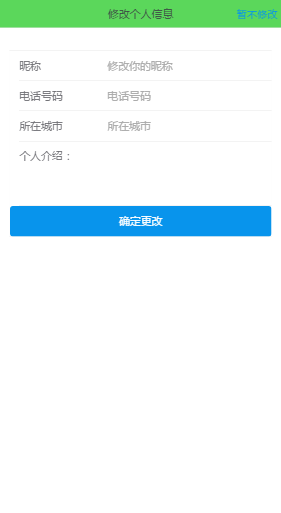 修改个人信息 暂不修改
昵称 修改你的昵称
电话号码 电话号码
所在城市 所在城市
个人介绍：
确定更改